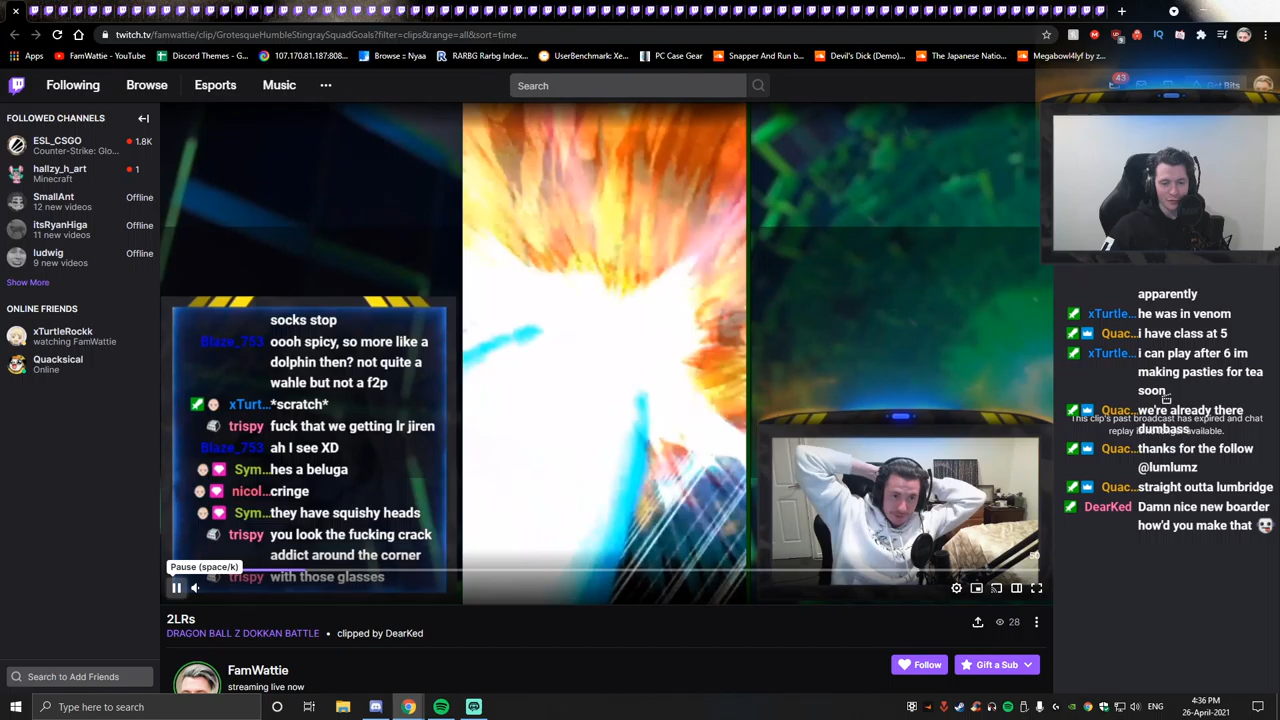 twitch.tv/famwattie/clip/GrotesqueHumbleStingraySquadGoals?filter=clips&range=all&sort=time
Apps
FamWattie - YouTube
Discord Themes - G...
107.170.81.187:808...
Browse :: Nyaa
RARBG Rarbg Index...
UserBenchmark: Xe...
PC Case Gear
Snapper And Run b...
Devil's Dick (Demo)...
The Japanese Natio...
Megabowl4lyf by z...
Following
Browse
Esports
Music
Search
43
Get Bits
FOLLOWED CHANNELS
ESL_CSGO
1.8K
Counter-Strike: Glo...
hallzy_h_art
1
Minecraft
SmallAnt
Offline
12 new videos
itsRyanHiga
Offline
11 new videos
ludwig
Offline
9 new videos
Show More
ONLINE FRIENDS
xTurtleRockk
watching FamWattie
Quacksical
Online
Search to Add Friends
socks stop
Blaze_753 oooh spicy, so more like a
dolphin then? not quite a
wahle but not a f2p
xTurt... *scratch*
trispy fuck that we getting lr jiren
Blaze_753 ah I see XD
Sym... hes a beluga
nicol... cringe
Sym... they have squishy heads
trispy you look the fucking crack
addict around the corner
trispy with those glasses
Pause (space/k)
50
2LRs
DRAGON BALL Z DOKKAN BATTLE • clipped by DearKed
28
FamWattie
streaming live now
Follow
Gift a Sub
apparently
xTurtle... he was in venom
Quac... i have class at 5
xTurtle... i can play after 6 im
making pasties for tea
soon
Quac... we're already there
dumbass
This clip's past broadcast has expired and chat
replay is no longer available.
Quac... thanks for the follow
@lumlumz
Quac... straight outta lumbridge
DearKed Damn nice new boarder
how'd you make that
Type here to search
ENG
4:36 PM
26-April-2021